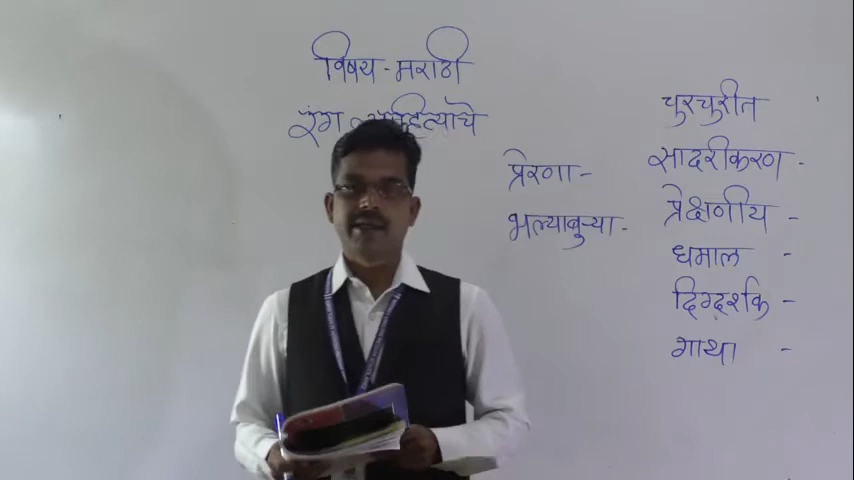 विषय - मराठी
रंग साहित्याचे
प्रेरणा -
भल्याबुऱ्या -
चुरचुरीत
सादरीकरण -
प्रेक्षणीय -
धमाल -
दिग्दर्शक -
गाथा -